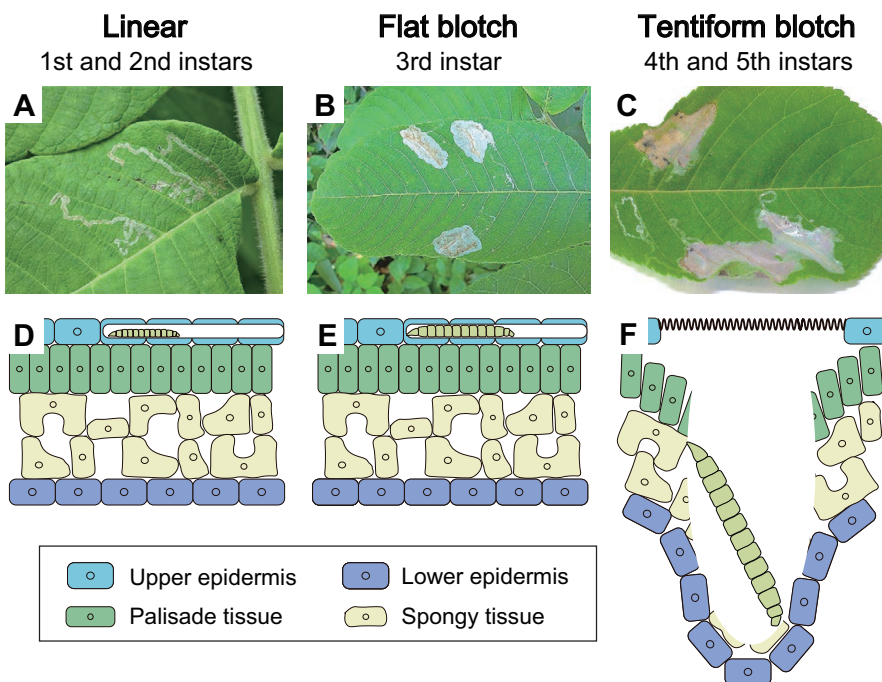 Linear
1st and 2nd instars
Flat blotch
3rd instar
Tentiform blotch
4th and 5th instars
A
B
C
D
E
F
Upper epidermis
Lower epidermis
Palisade tissue
Spongy tissue